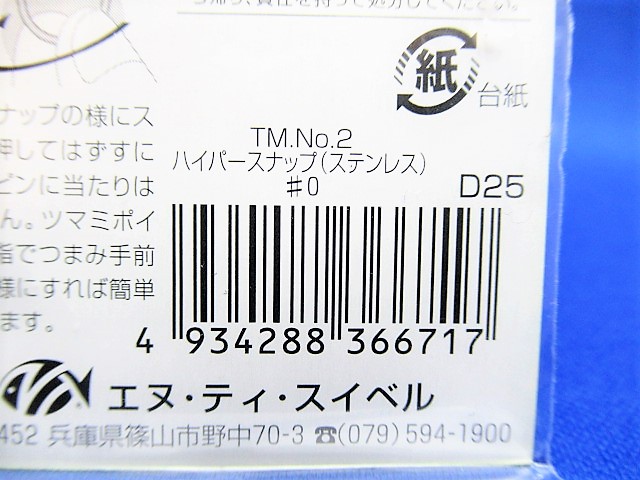 紙
台紙
ナップの様にス
押してはずすに
ピンに当たりは
ん。ツマミポイ
指でつまみ手前
様にすれば簡単
ます。
TM.No.2
ハイパースナップ(ステンレス)
#0
D25
4 934288 366717
エヌ・ティ・スイベル
452 兵庫県篠山市野中70-3 ☎(079)594-1900